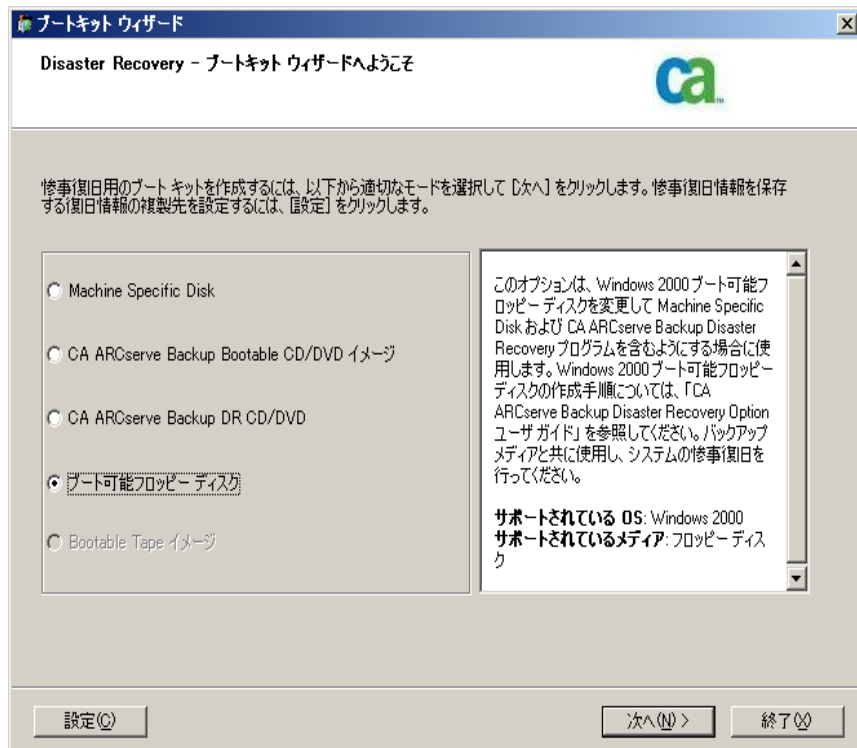 ブートキット ウィザード
Disaster Recovery - ブートキット ウィザードへようこそ
ca
惨事復旧用のブート キットを作成するには、以下から適切なモードを選択して [次へ] をクリックします。惨事復旧情報を保存
する復旧情報の複製先を設定するには、[設定] をクリックします。
Machine Specific Disk
CA ARCserve Backup Bootable CD/DVD イメージ
CA ARCserve Backup DR CD/DVD
ブート可能フロッピー ディスク
Bootable Tape イメージ
このオプションは、Windows 2000 ブート可能フ
ロッピー ディスクを変更して Machine Specific
Disk および CA ARCserve Backup Disaster
Recovery プログラムを含むようにする場合に使
用します。Windows 2000 ブート可能フロッピー
ディスクの作成手順については、「CA
ARCserve Backup Disaster Recovery Option
ユーザ ガイド」を参照してください。バックアップ
メディアと共に使用し、システムの惨事復旧を
行ってください。
サポートされている OS: Windows 2000
サポートされているメディア: フロッピー ディス
ク
設定(C)
次へ(N) >
終了(X)